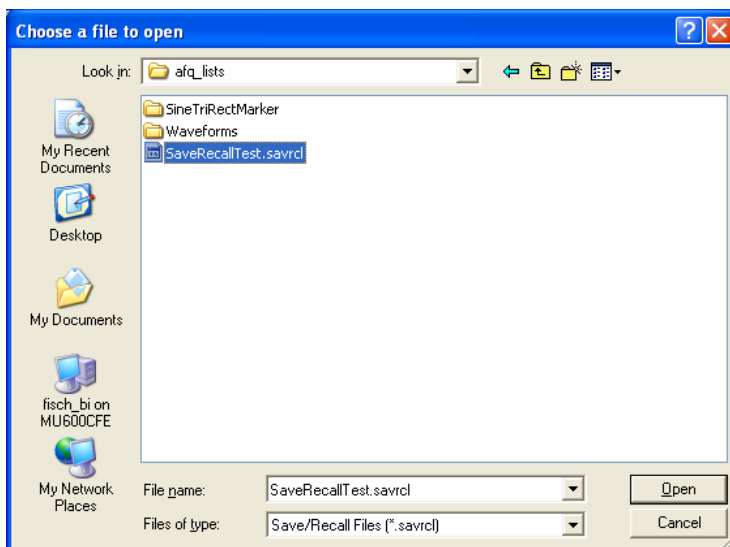 Choose a file to open
Look in: afq_lists
My Recent
Documents
Desktop
My Documents
fisch_bi on
MU600CFE
My Network
Places
SineTriRectMarker
Waveforms
SaveRecallTest.savrcl
File name: SaveRecallTest.savrcl Open
Files of type: Save/Recall Files (*.savrcl) Cancel